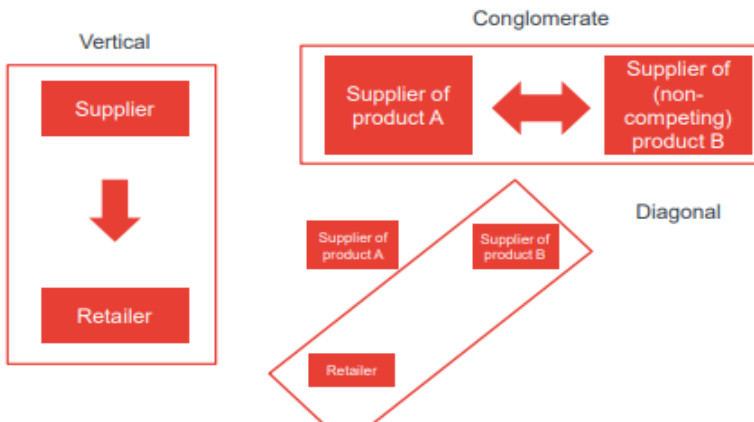 Vertical
Supplier
Retailer
Conglomerate
Supplier of
product A
Supplier of
(non-
competing)
product B
Diagonal
Supplier of
product A
Supplier of
product B
Retailer